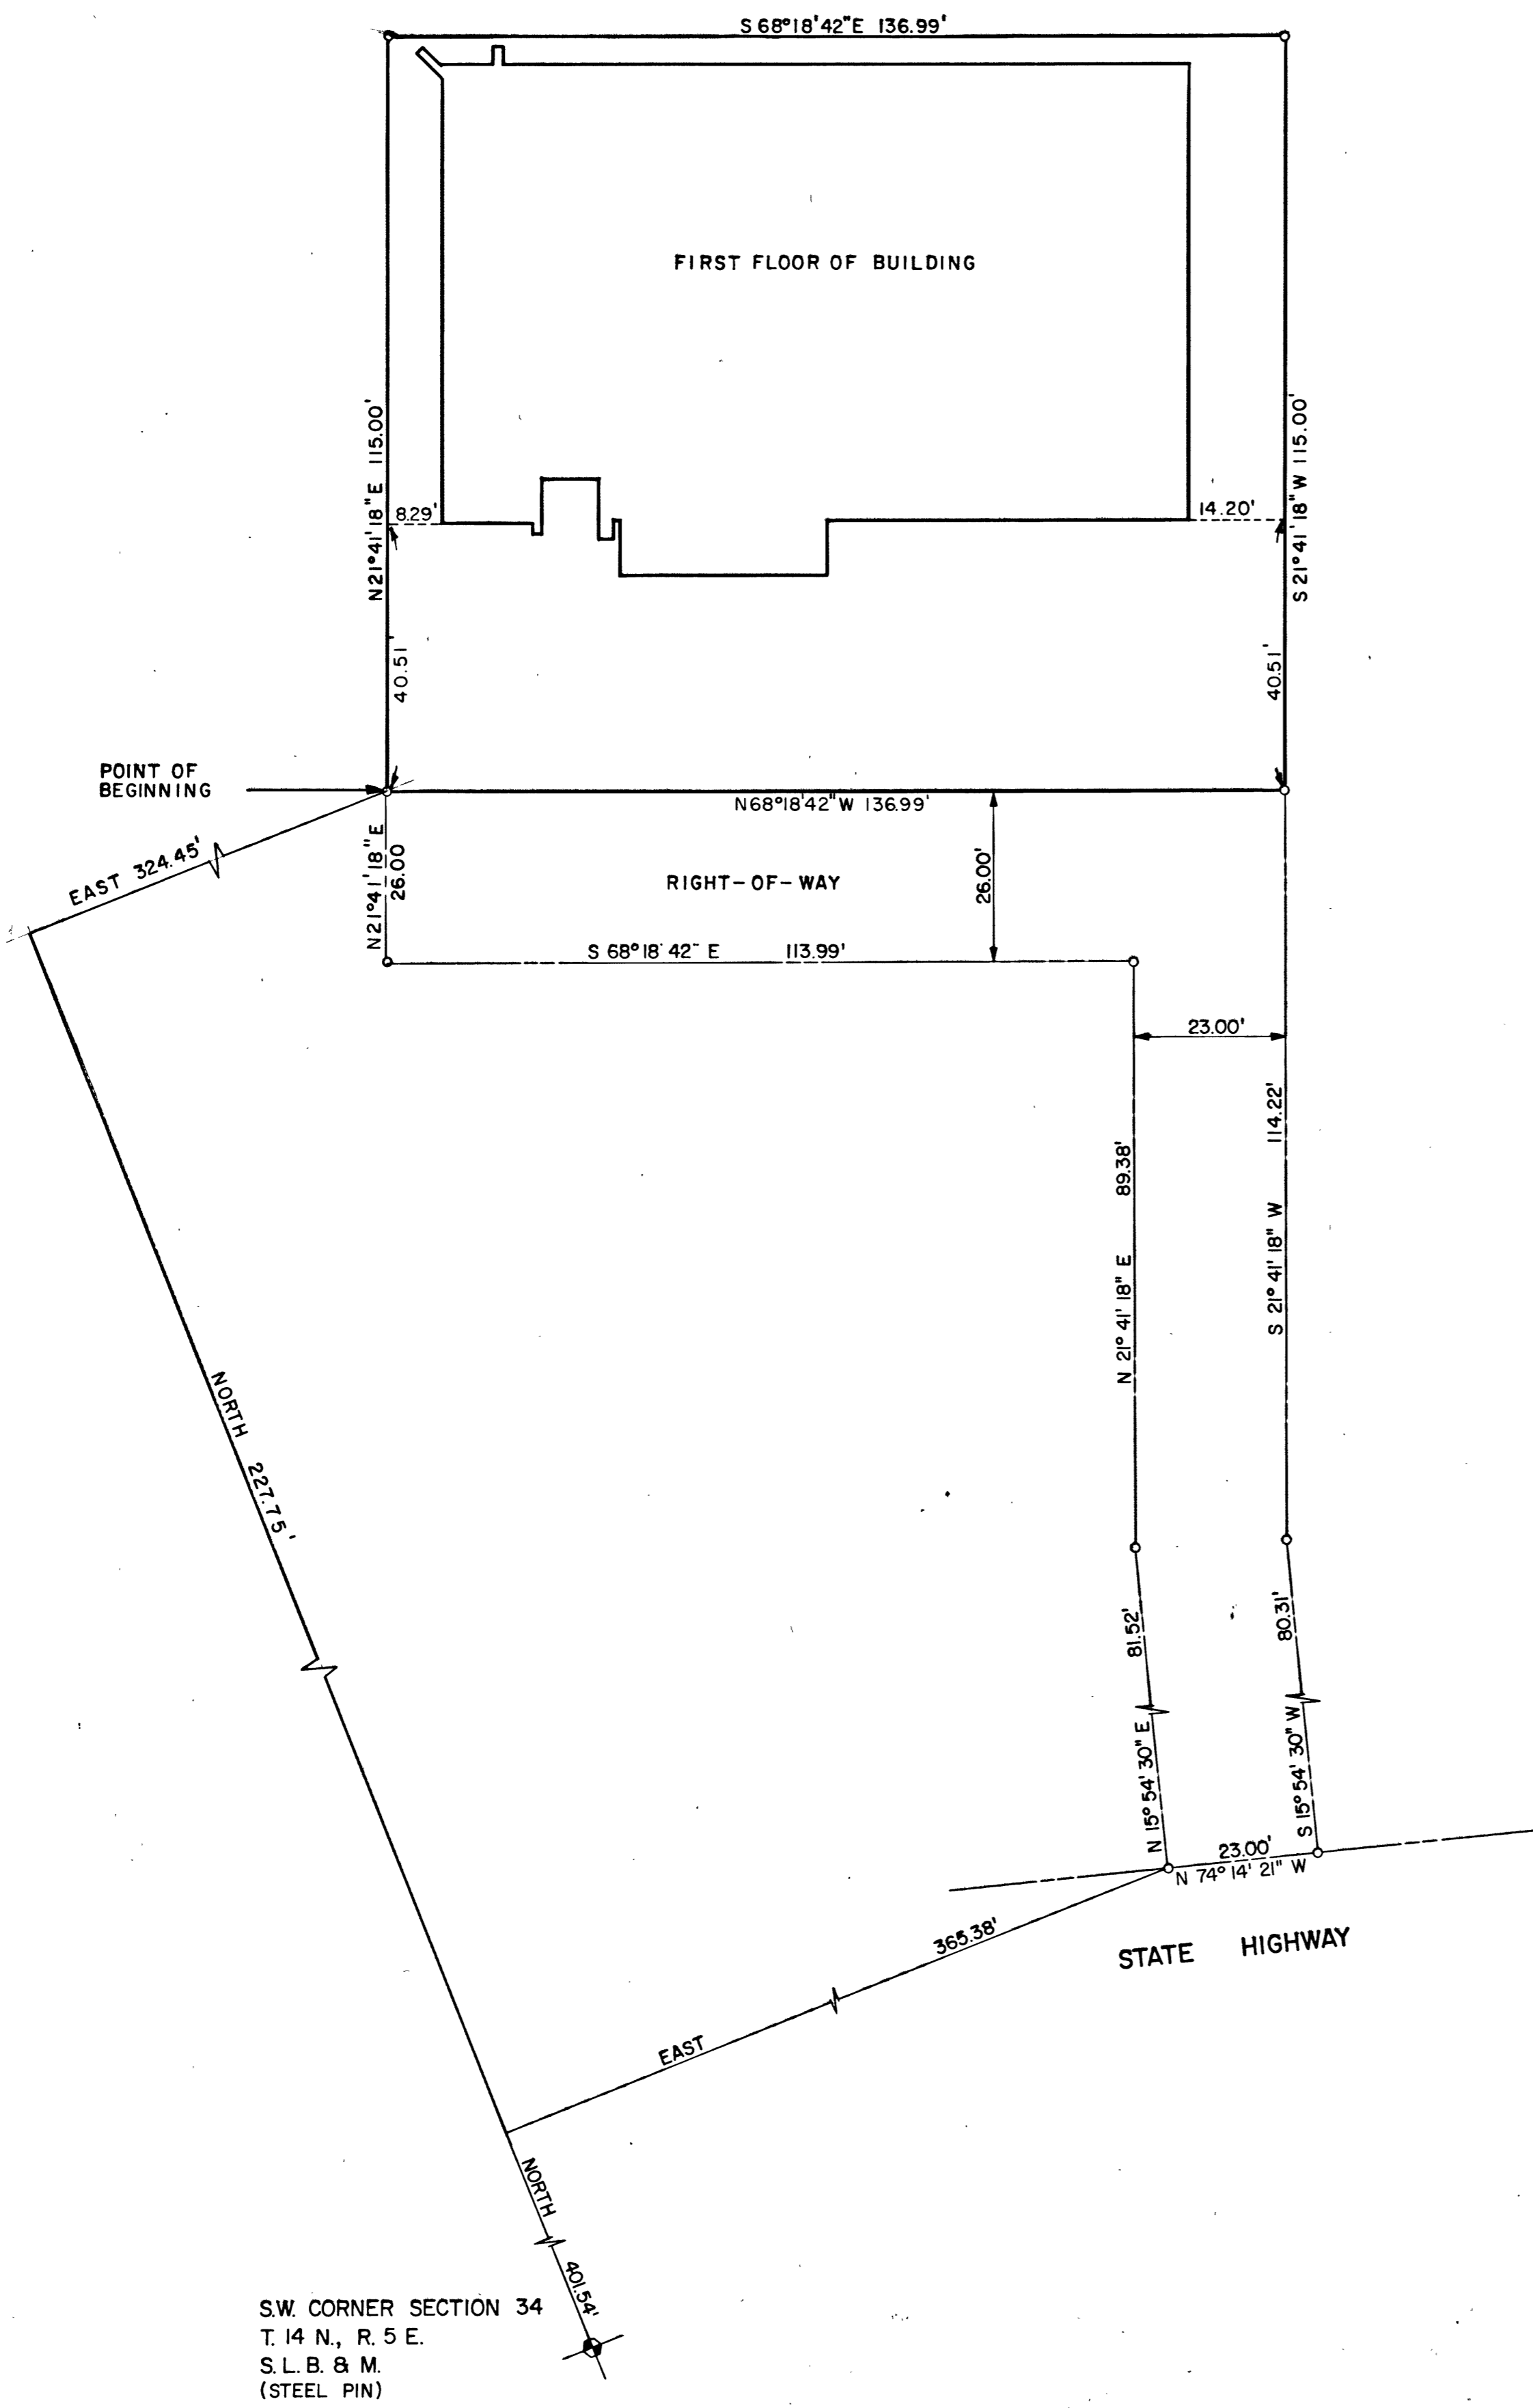 S 68°18'42"E 136.99'
FIRST FLOOR OF BUILDING
N21°41'18"E 115.00'
S 21°41'18"W 115.00'
8.29'
14.20'
40.51'
40.51'
POINT OF
BEGINNING
N68°18'42"W 136.99'
EAST 324.45'
N21°41'18"E
26.00
RIGHT-OF-WAY
26.00'
S 68°18'42" E 113.99'
23.00'
N 21° 41' 18" E 89.38'
S 21° 41' 18" W 114.22'
NORTH 227.75'
81.52'
80.31'
N 15° 54' 30" E
S 15° 54' 30" W
23.00'
N 74° 14' 21" W
365.38'
EAST
STATE HIGHWAY
NORTH 401.54'
S.W. CORNER SECTION 34
T. 14 N., R. 5 E.
S. L. B. & M.
(STEEL PIN)